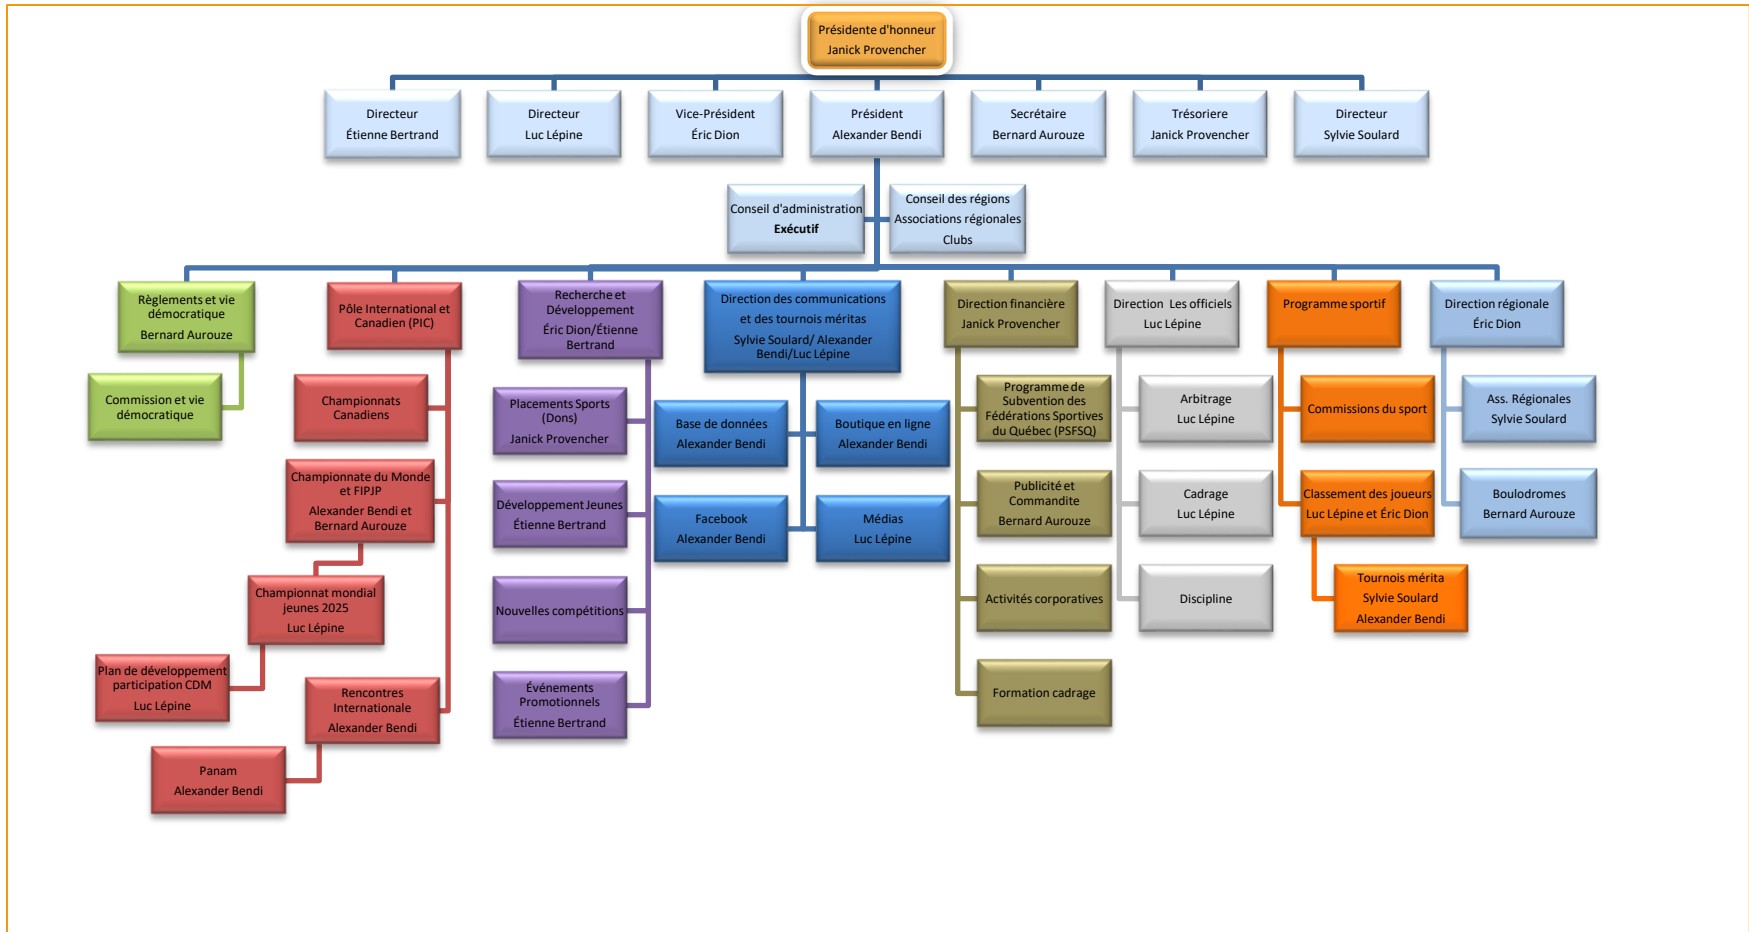 Présidente d'honneur
Janick Provencher
Directeur
Étienne Bertrand
Directeur
Luc Lépine
Vice-Président
Éric Dion
Président
Alexander Bendi
Secrétaire
Bernard Aurouze
Trésoriere
Janick Provencher
Directeur
Sylvie Soulard
Conseil d'administration
Exécutif
Conseil des régions
Associations régionales
Clubs
Règlements et vie
démocratique
Bernard Aurouze
Commission et vie
démocratique
Pôle International et
Canadien (PIC)
Championnats
Canadiens
Championnate du Monde
et FIPJP
Alexander Bendi et
Bernard Aurouze
Championnat mondial
jeunes 2025
Luc Lépine
Plan de développement
participation CDM
Luc Lépine
Rencontres
Internationale
Alexander Bendi
Panam
Alexander Bendi
Recherche et
Développement
Éric Dion/Étienne
Bertrand
Placements Sports
(Dons)
Janick Provencher
Développement Jeunes
Étienne Bertrand
Nouvelles compétitions
Événements
Promotionnels
Étienne Bertrand
Direction des communications
et des tournois méritas
Sylvie Soulard/ Alexander
Bendi/Luc Lépine
Base de données
Alexander Bendi
Boutique en ligne
Alexander Bendi
Facebook
Alexander Bendi
Médias
Luc Lépine
Direction financière
Janick Provencher
Programme de
Subvention des
Fédérations Sportives
du Québec (PSFSQ)
Publicité et
Commandite
Bernard Aurouze
Activités corporatives
Formation cadrage
Direction  Les officiels
Luc Lépine
Arbitrage
Luc Lépine
Cadrage
Luc Lépine
Discipline
Programme sportif
Commissions du sport
Classement des joueurs
Luc Lépine et Éric Dion
Tournois mérita
Sylvie Soulard
Alexander Bendi
Direction régionale
Éric Dion
Ass. Régionales
Sylvie Soulard
Boulodromes
Bernard Aurouze